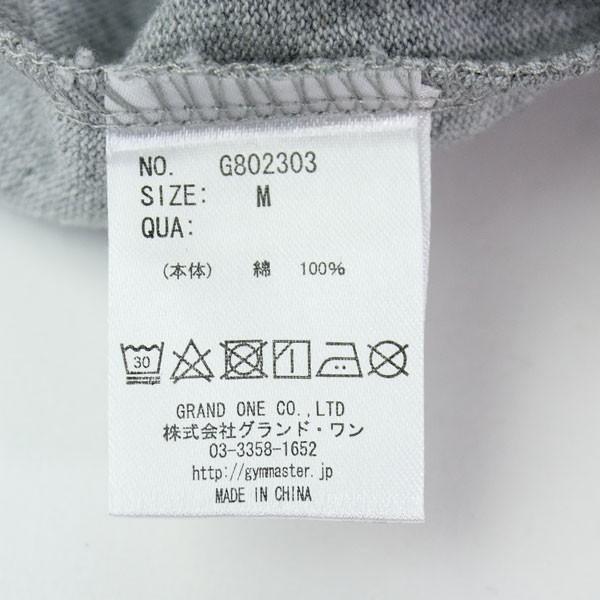 NO. G802303
SIZE: M
QUA:
(本体) 綿 100%
30
GRAND ONE CO.,LTD
株式会社グランド・ワン
03-3358-1652
http://gymmaster.jp
MADE IN CHINA